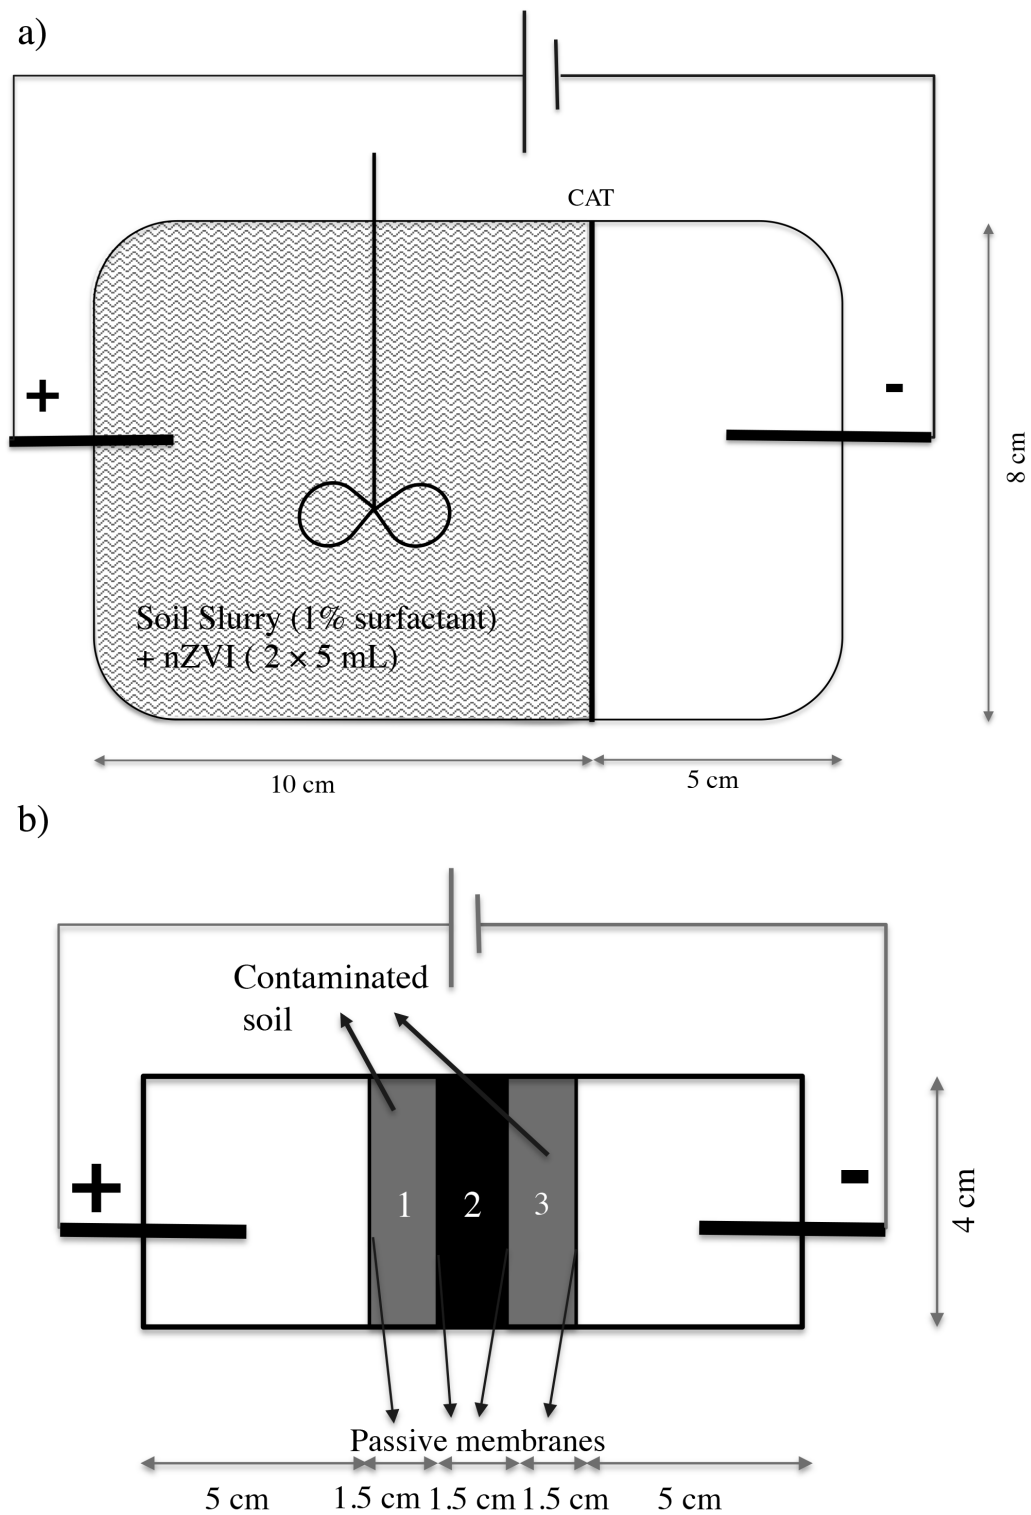 a)
CAT
+
-
8 cm
Soil Slurry (1% surfactant)
+ nZVI ( 2 × 5 mL)
10 cm
5 cm
b)
Contaminated
soil
+
-
1
2
3
4 cm
Passive membranes
5 cm
1.5 cm
1.5 cm
1.5 cm
5 cm